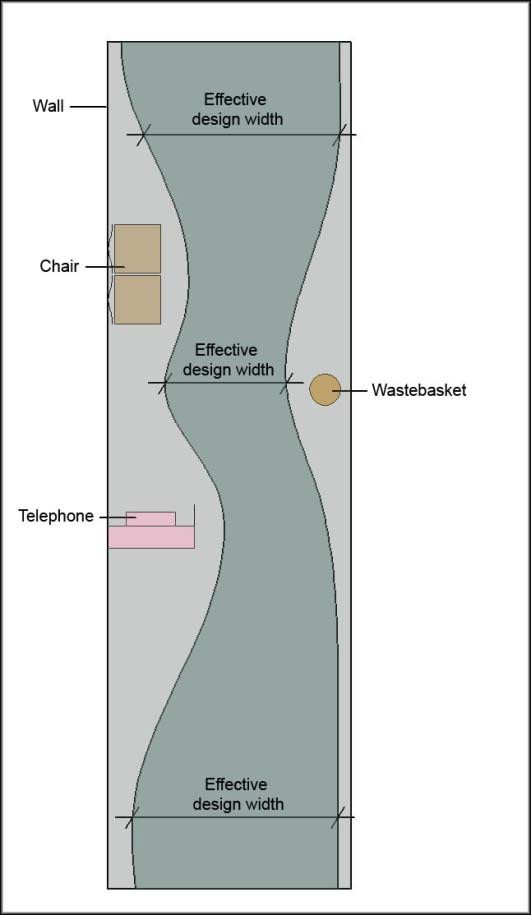 Wall
Effective
design width
Chair
Effective
design width
Wastebasket
Telephone
Effective
design width